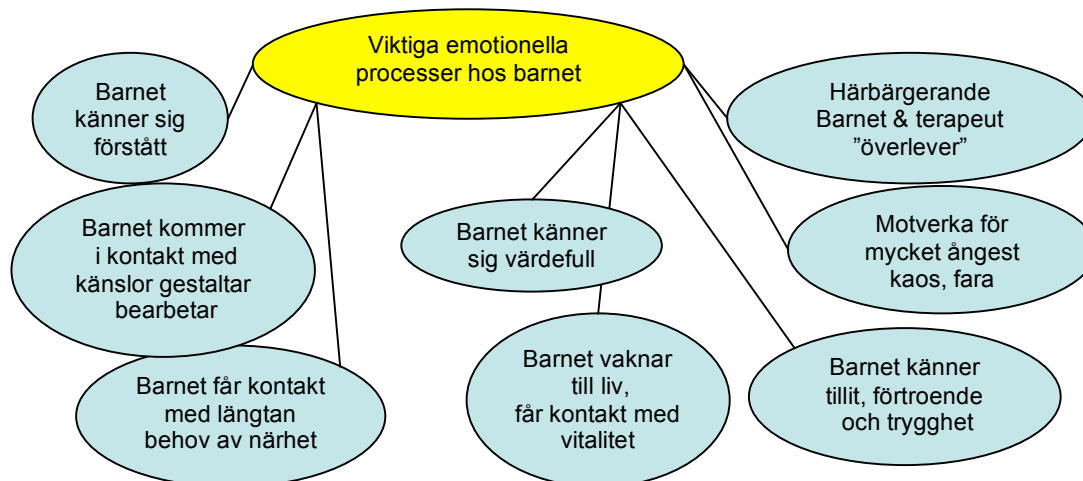 Viktiga emotionella
processer hos barnet
Barnet
känner sig
förstått
Härbärgerande
Barnet & terapeut
”överlever”
Barnet kommer
i kontakt med
känslor gestaltar
bearbetar
Barnet känner
sig värdefull
Motverka för
mycket ångest
kaos, fara
Barnet får kontakt
med längtan
behov av närhet
Barnet vaknar
till liv,
får kontakt med
vitalitet
Barnet känner
tillit, förtroende
och trygghet